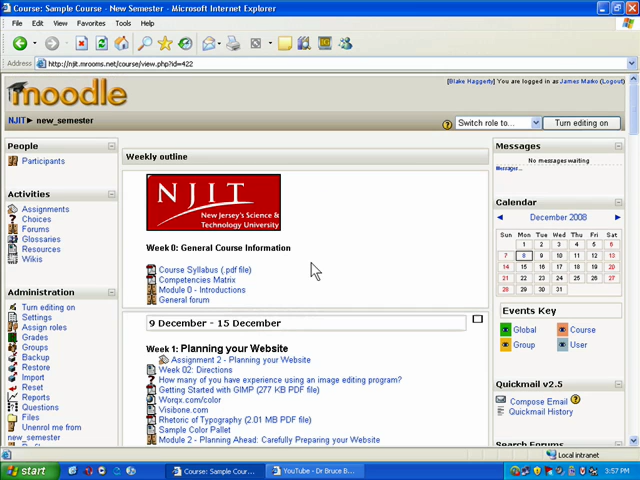 Course: Sample Course - New Semester - Microsoft Internet Explorer
File Edit View Favorites Tools Help
Back
Address http://njit.mrooms.net/course/view.php?id=422
moodle
[Blake Haggerty] You are logged in as James Marko (Logout)
NJIT ► new_semester
Switch role to...
Turn editing on
People
Participants
Activities
Assignments
Choices
Forums
Glossaries
Resources
Wikis
Administration
Turn editing on
Settings
Assign roles
Grades
Groups
Backup
Restore
Import
Reset
Reports
Questions
Files
Unenrol me from
new_semester
Weekly outline
NJIT
New Jersey's Science &
Technology University
Week 0: General Course Information
Course Syllabus (.pdf file)
Competencies Matrix
Module 0 - Introductions
General forum
9 December - 15 December
Week 1: Planning your Website
Assignment 2 - Planning your Website
Week 02: Directions
How many of you have experience using an image editing program?
Getting Started with GIMP (277 KB PDF file)
Worqx.com/color
Visibone.com
Rhetoric of Typography (2.01 MB PDF file)
Sample Color Pallet
Module 2 - Planning Ahead: Carefully Preparing your Website
Messages
No messages waiting
Messages...
Calendar
December 2008
Sun Mon Tue Wed Thu Fri Sat
1 2 3 4 5 6
7 8 9 10 11 12 13
14 15 16 17 18 19 20
21 22 23 24 25 26 27
28 29 30 31
Events Key
Global Course
Group User
Quickmail v2.5
Compose Email
Quickmail History
Search Forums
Local intranet
start
Course: Sample Cour...
YouTube - Dr Bruce B...
3:57 PM